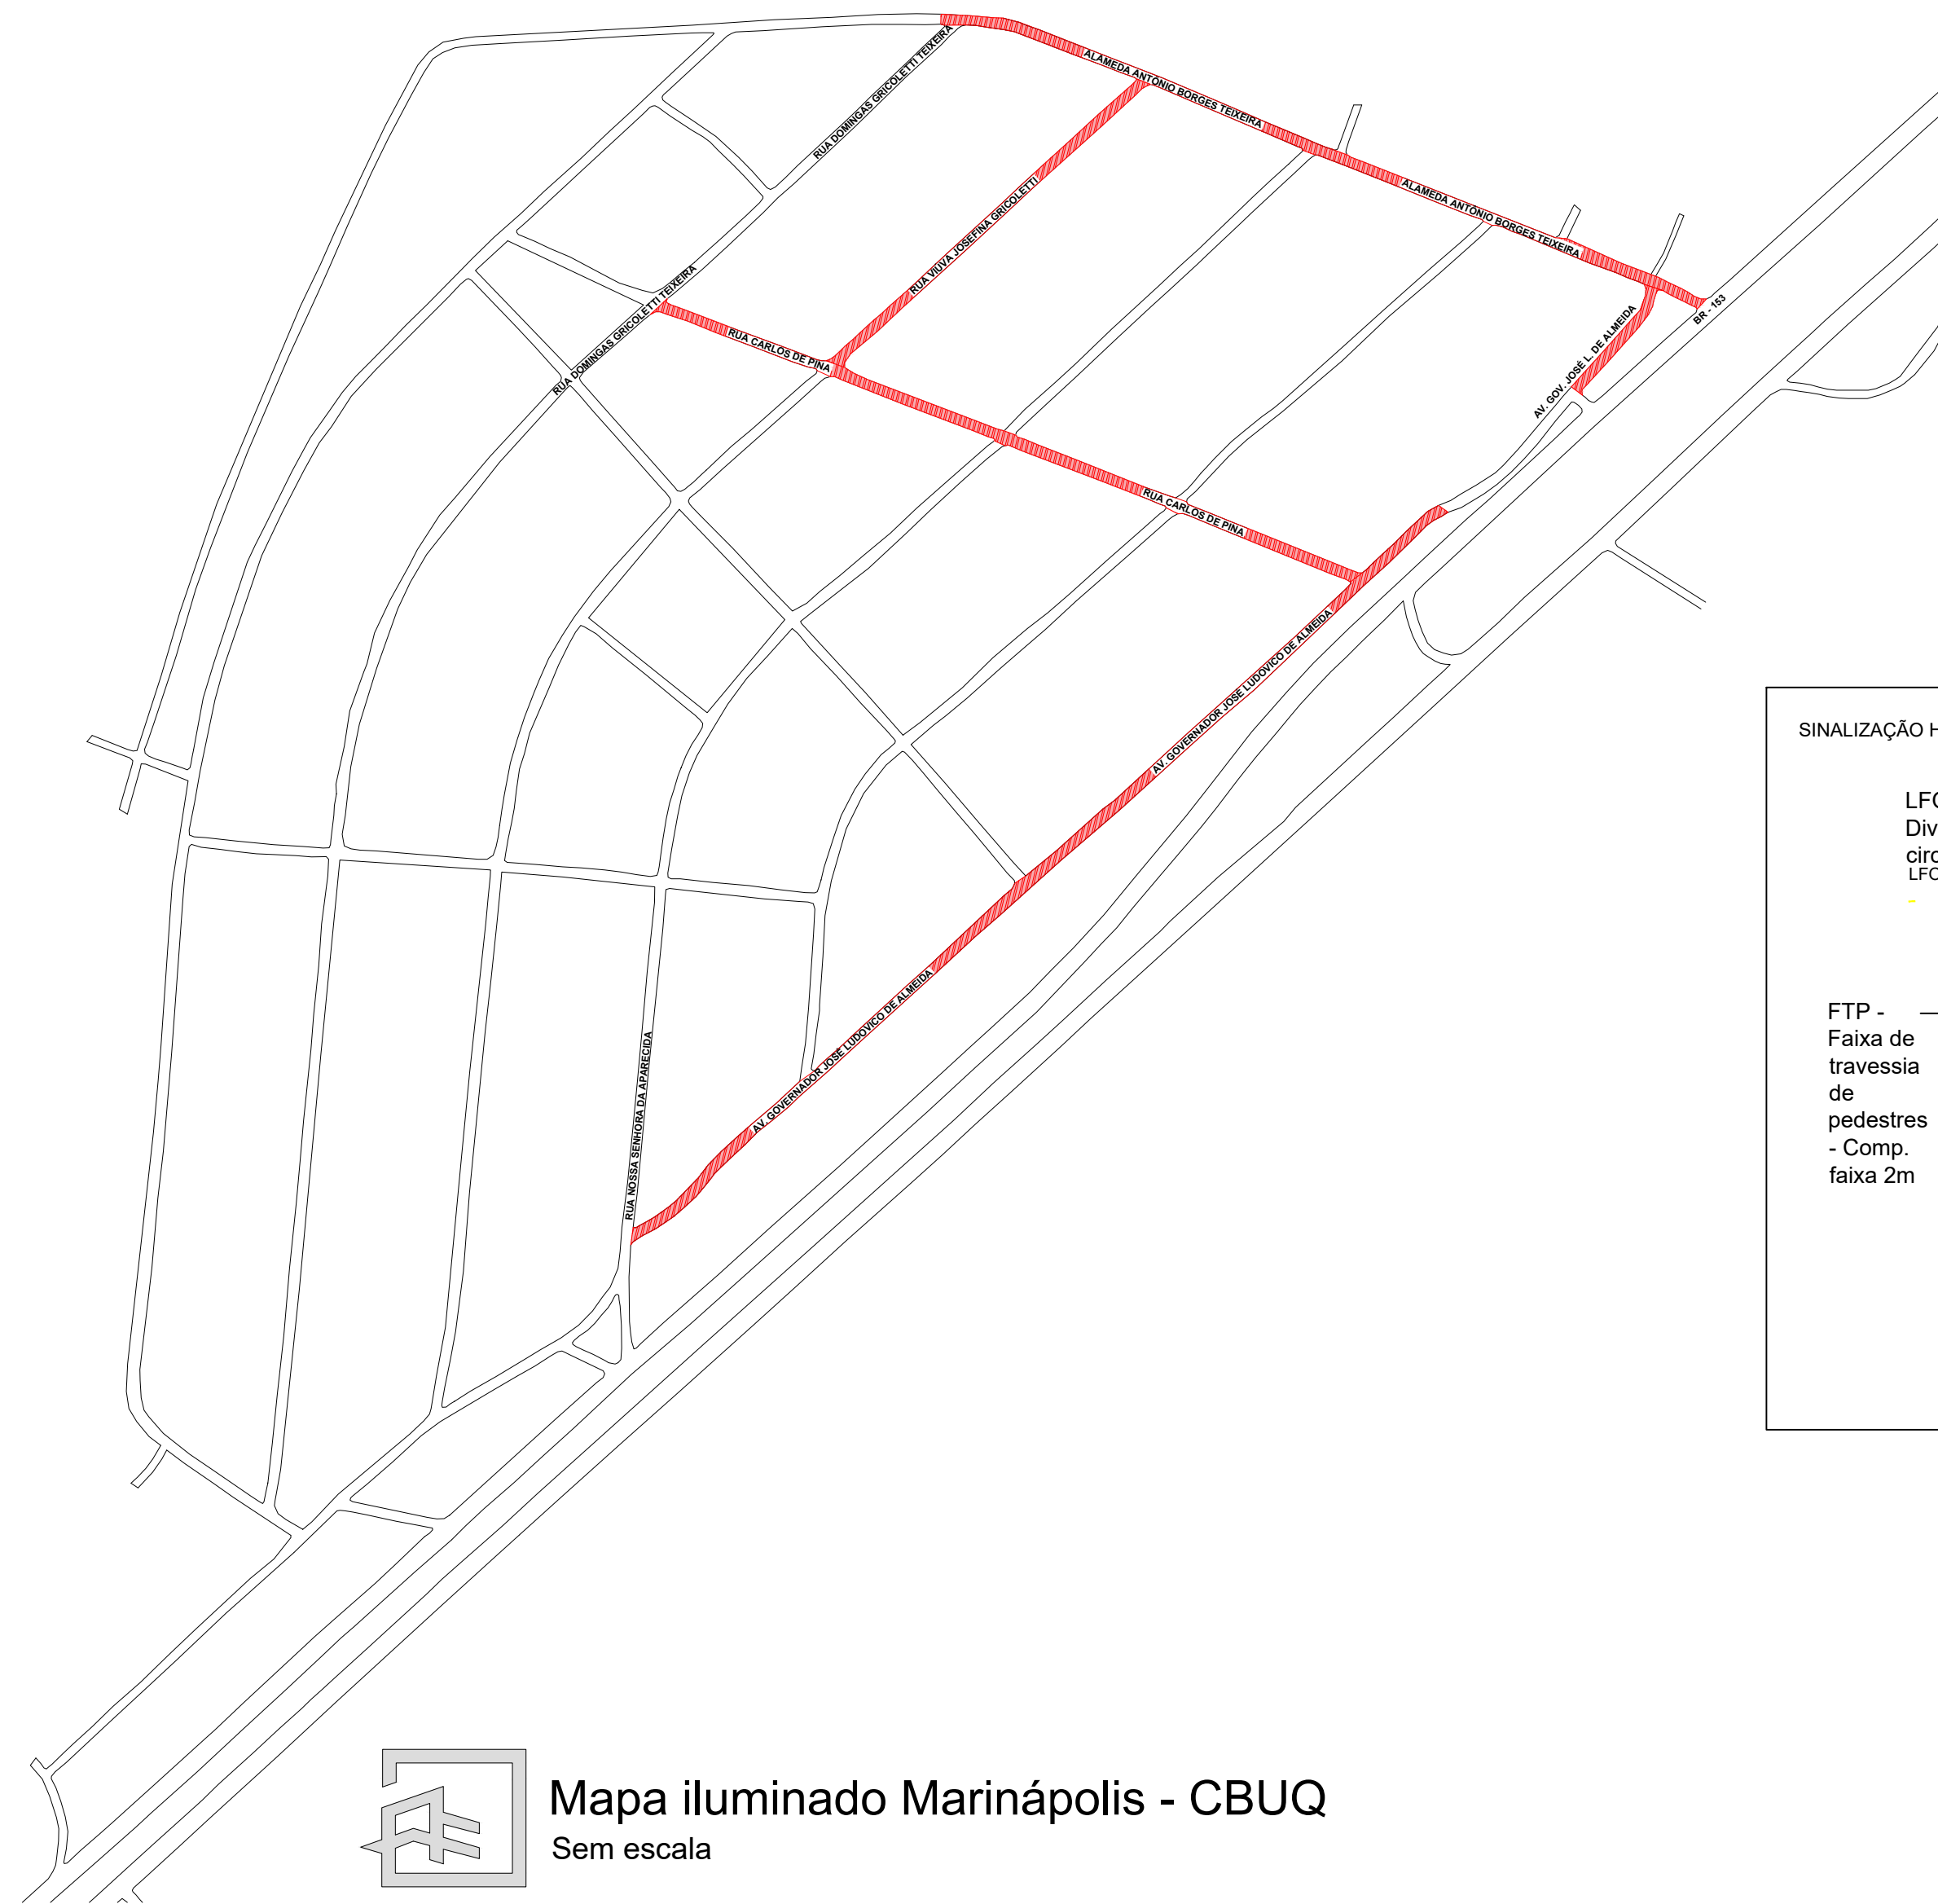 RUA DOMINGAS GRICOLETTI TEIXEIRA
ALAMEDA ANTÔNIO BORGES TEIXEIRA
RUA VIÚVA JOSEFINA GRICOLETTI
ALAMEDA ANTÔNIO BORGES TEIXEIRA
RUA DOMINGAS GRICOLETTI TEIXEIRA
RUA CARLOS DE PINA
AV. GOV. JOSÉ L. DE ALMEIDA
BR - 153
RUA CARLOS DE PINA
AV. GOVERNADOR JOSÉ LUDOVICO DE ALMEIDA
AV. GOVERNADOR JOSÉ LUDOVICO DE ALMEIDA
RUA NOSSA SENHORA DA APARECIDA
SINALIZAÇÃO H
LFO
Div
circ
LFO
-
FTP -
Faixa de
travessia
de
pedestres
- Comp.
faixa 2m
Mapa iluminado Marinápolis - CBUQ
Sem escala